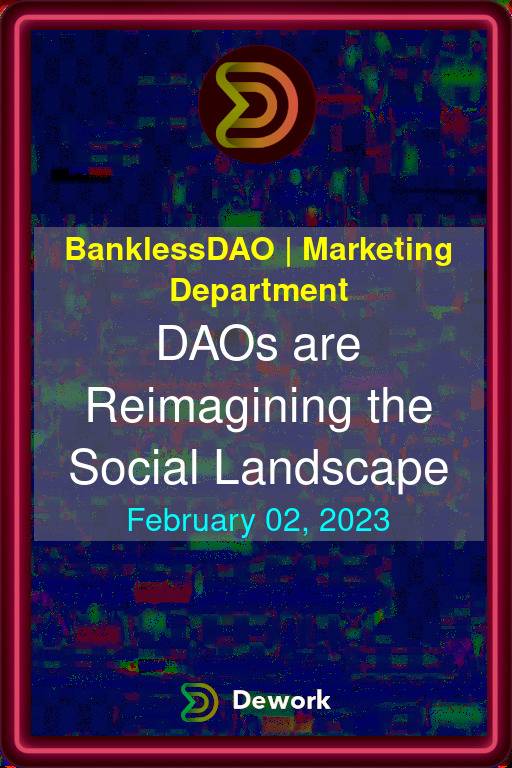 BanklessDAO | Marketing
Department
DAOs are
Reimagining the
Social Landscape
February 02, 2023
Dework